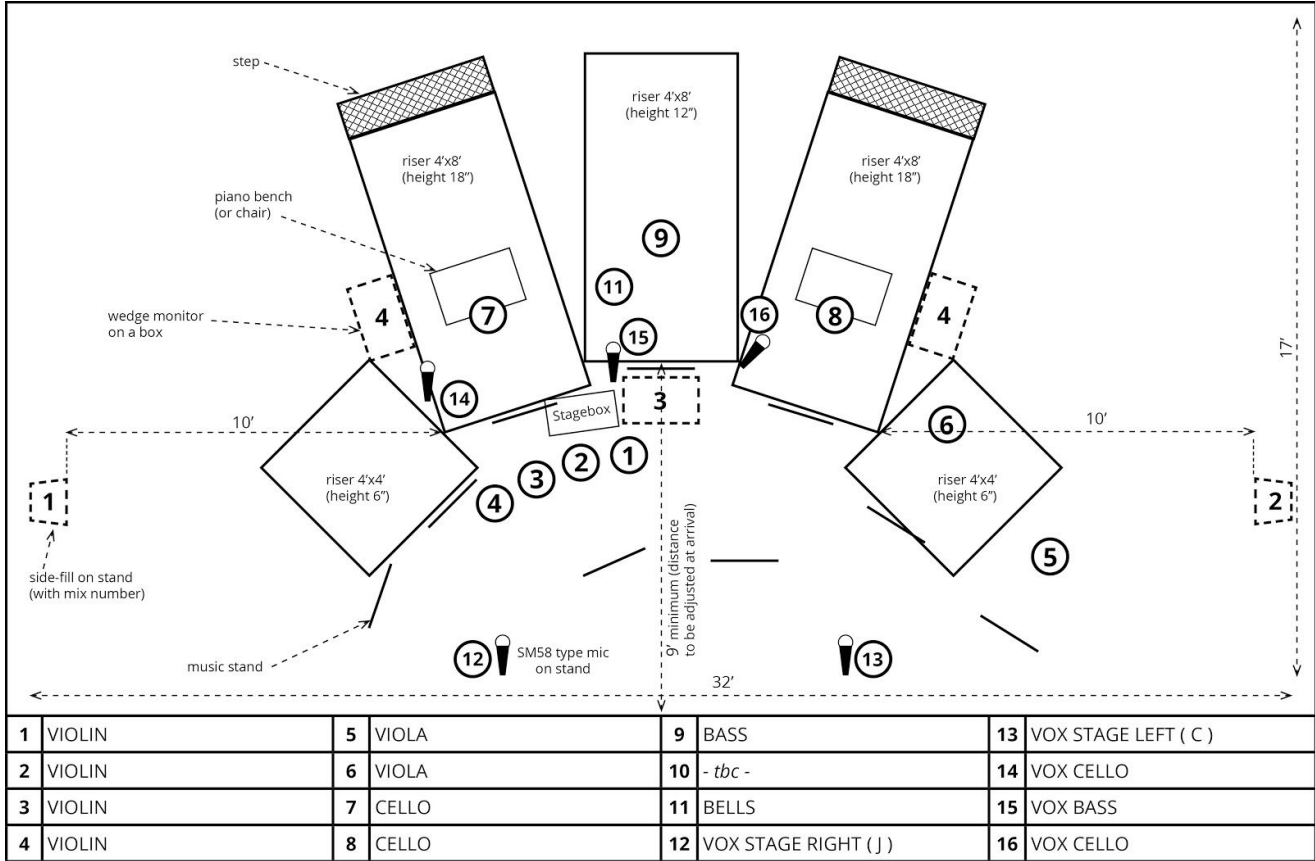 step
riser 4’x8’
(height 12”)
riser 4’x8’
(height 18”)
riser 4’x8’
(height 18”)
piano bench
(or chair)
9
11
7
8
16
15
4
4
wedge monitor
on a box
17’
14
3
Stagebox
10’
10’
6
1
2
3
4
riser 4’x4’
(height 6”)
riser 4’x4’
(height 6”)
1
2
5
side-fill on stand
(with mix number)
9’ minimum (distance
to be adjusted at arrival)
music stand
12
SM58 type mic
on stand
13
32’
1 VIOLIN 5 VIOLA 9 BASS 13 VOX STAGE LEFT ( C )
2 VIOLIN 6 VIOLA 10 - tbc - 14 VOX CELLO
3 VIOLIN 7 CELLO 11 BELLS 15 VOX BASS
4 VIOLIN 8 CELLO 12 VOX STAGE RIGHT ( J ) 16 VOX CELLO